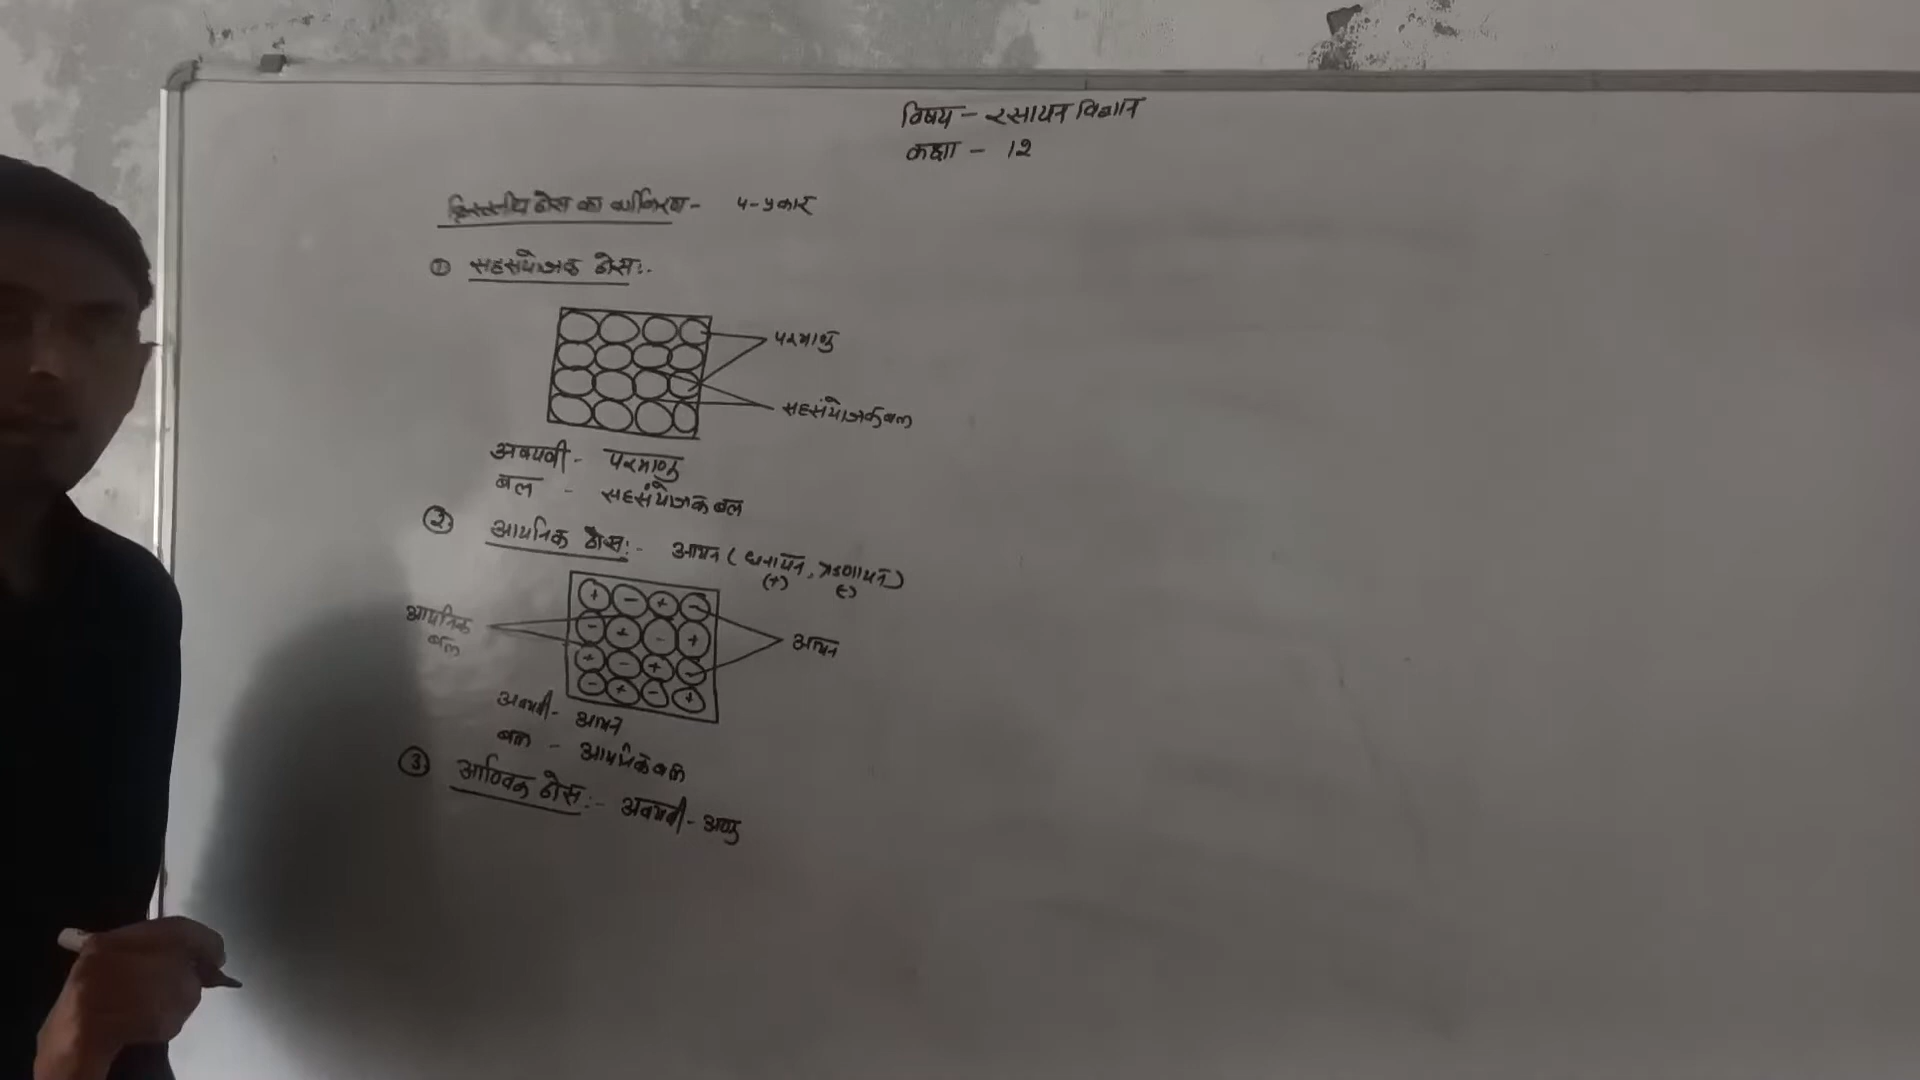 विषय - रसायन विज्ञान
कक्षा - 12
क्रिस्टलीय ठोस का वर्गीकरण - 4-प्रकार
① सहसंयोजक ठोस:-
परमाणु
सहसंयोजक बल
अवयवी - परमाणु
बल - सहसंयोजक बल
② आयनिक ठोस:- आयन ( धनायन, ऋणायन )
(+) (-)
+ - + -
- + - +
+ - + -
- + - +
आयनिक
बल
आयन
अवयवी - आयन
बल - आयनिक बल
③ आण्विक ठोस:- अवयवी - अणु